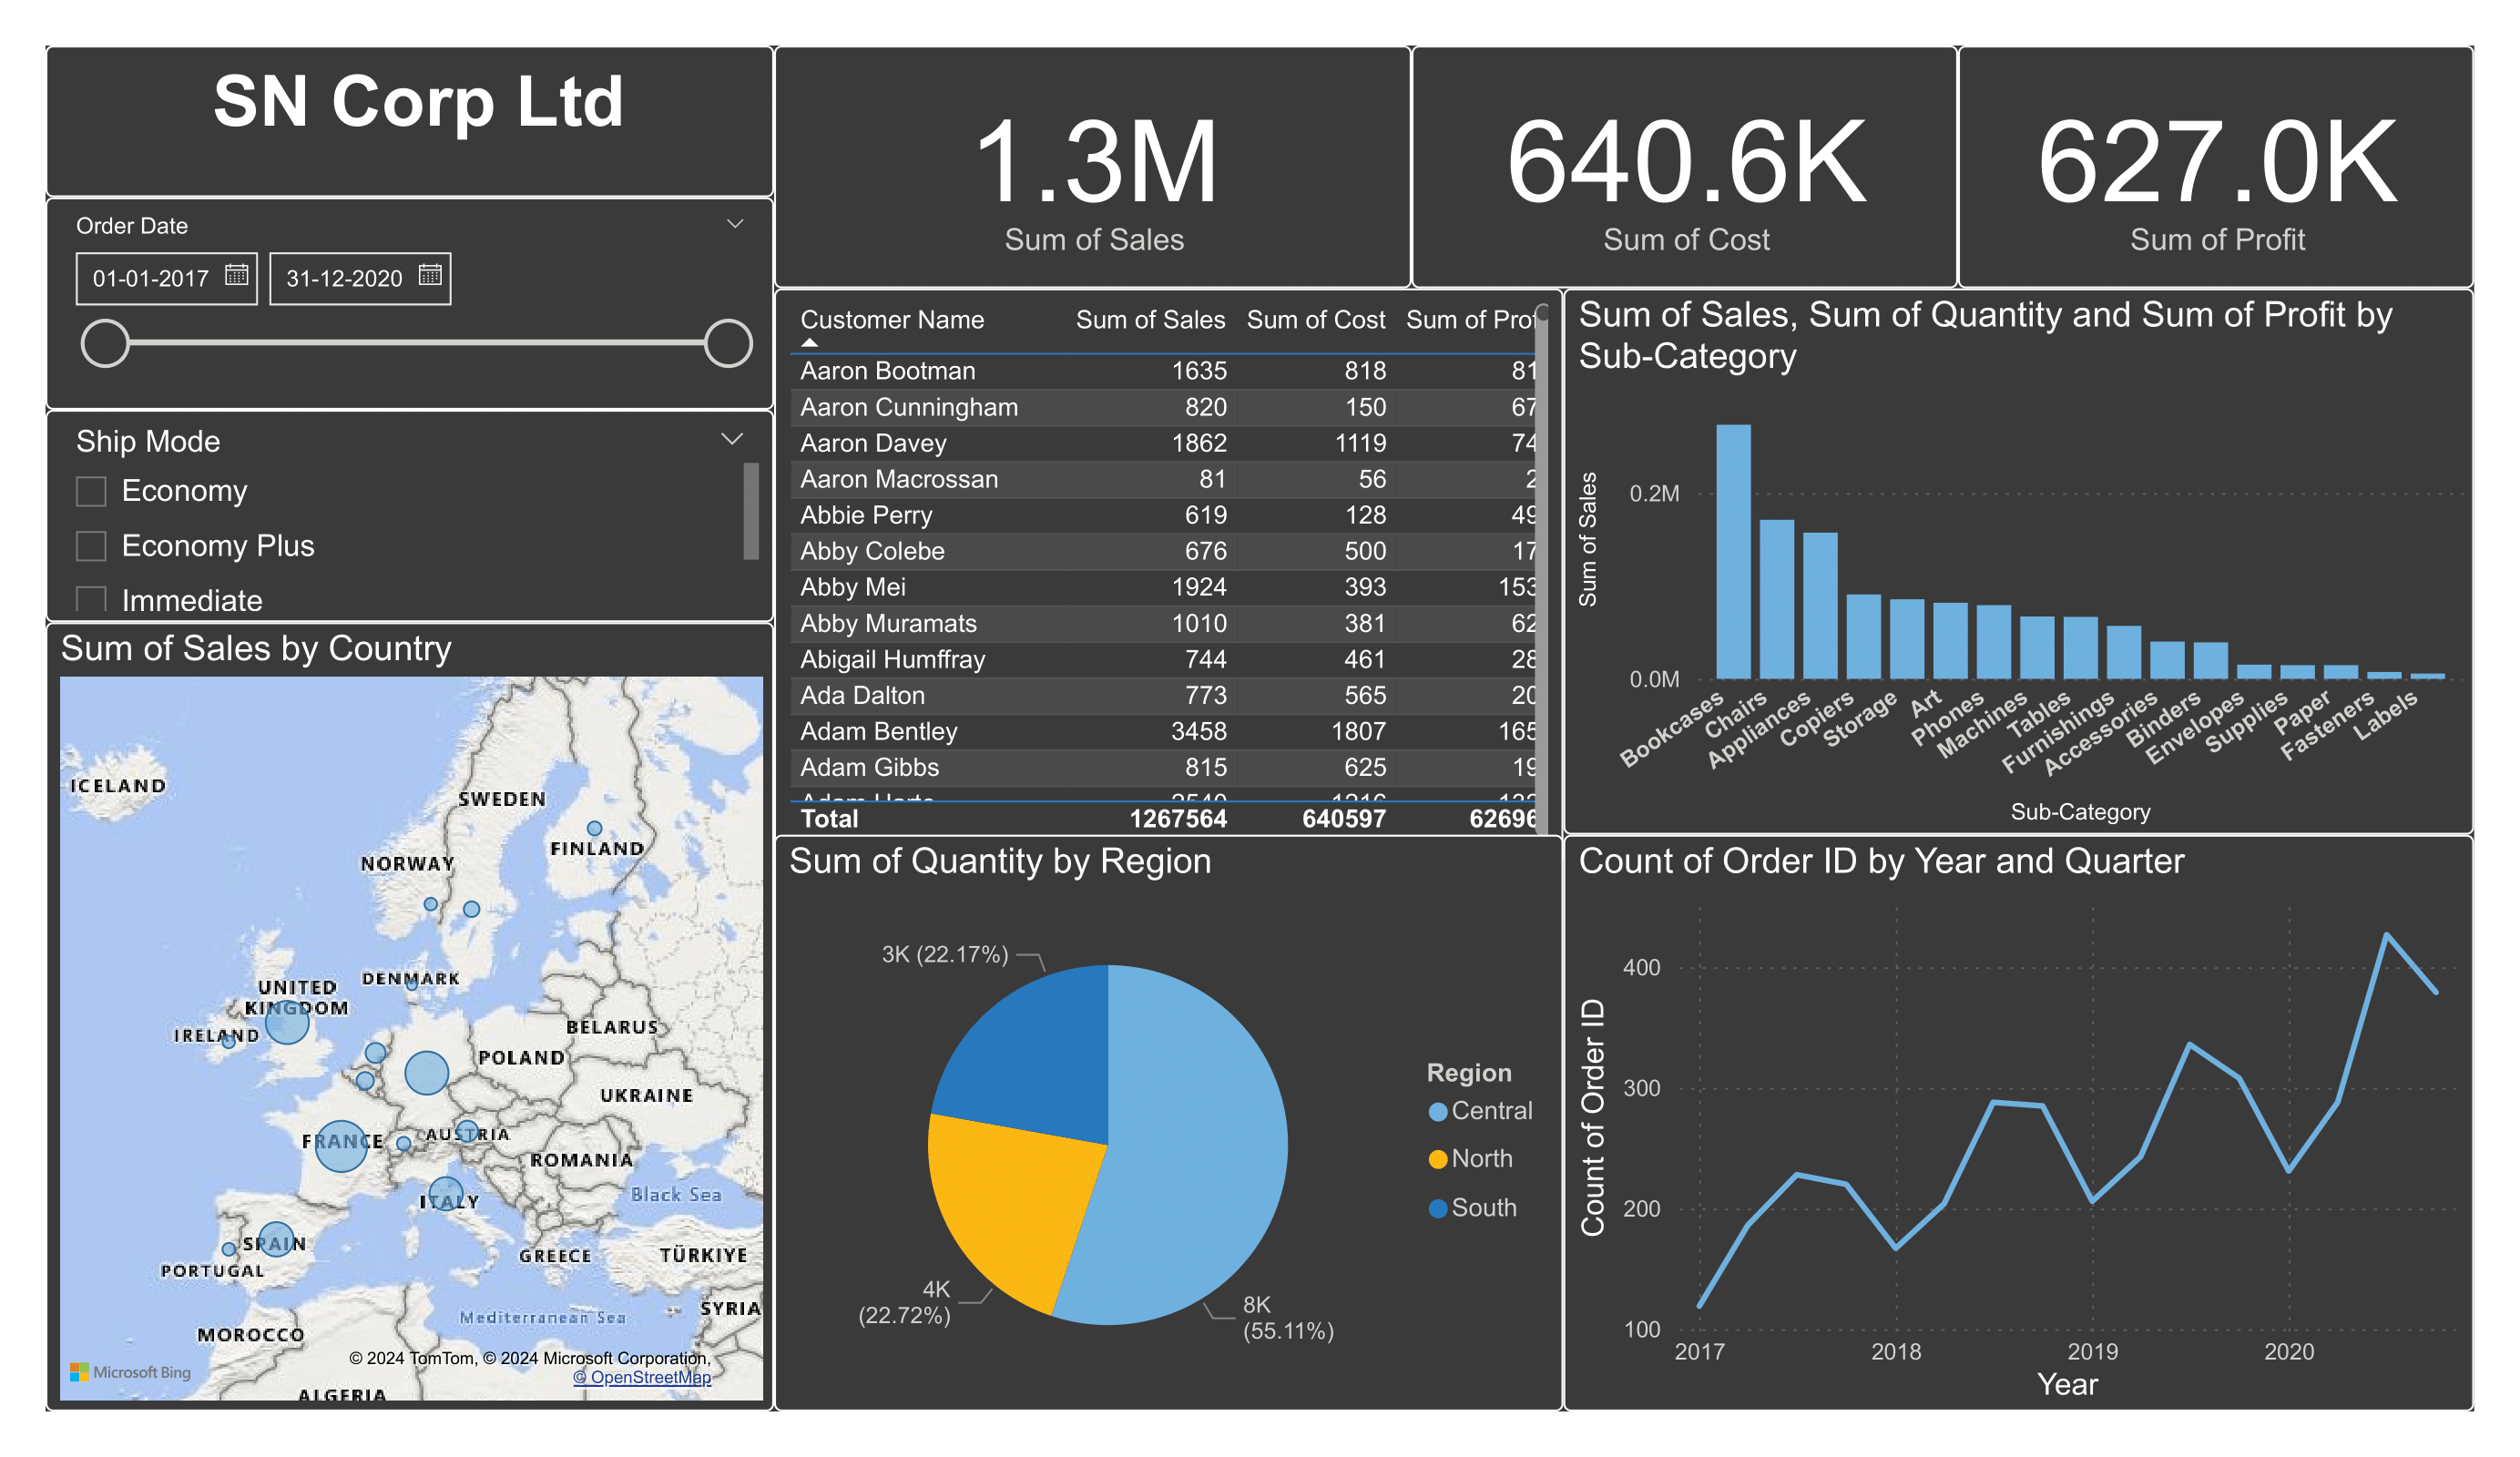 SN Corp Ltd
Order Date
01-01-2017 31-12-2020
Ship Mode
Economy
Economy Plus
Immediate
1.3M
Sum of Sales
640.6K
Sum of Cost
627.0K
Sum of Profit
Customer Name Sum of Sales Sum of Cost Sum of Prof
Aaron Bootman 1635 818 81
Aaron Cunningham 820 150 67
Aaron Davey 1862 1119 74
Aaron Macrossan 81 56 2
Abbie Perry 619 128 49
Abby Colebe 676 500 17
Abby Mei 1924 393 153
Abby Muramats 1010 381 62
Abigail Humffray 744 461 28
Ada Dalton 773 565 20
Adam Bentley 3458 1807 165
Adam Gibbs 815 625 19
Total 1267564 640597 62696
Sum of Sales, Sum of Quantity and Sum of Profit by
Sub-Category
Sum of Sales
0.2M
0.0M
Bookcases
Chairs
Appliances
Copiers
Storage
Art
Phones
Machines
Tables
Furnishings
Accessories
Binders
Envelopes
Supplies
Paper
Fasteners
Labels
Sub-Category
Sum of Sales by Country
ICELAND
SWEDEN
FINLAND
NORWAY
DENMARK
UNITED
KINGDOM
IRELAND
BELARUS
POLAND
UKRAINE
FRANCE
AUSTRIA
ROMANIA
Black Sea
ITALY
SPAIN
GREECE
TÜRKIYE
PORTUGAL
SYRIA
Mediterranean Sea
MOROCCO
ALGERIA
© 2024 TomTom, © 2024 Microsoft Corporation,
© OpenStreetMap
Microsoft Bing
Sum of Quantity by Region
3K (22.17%)
4K
(22.72%)
8K
(55.11%)
Region
Central
North
South
Count of Order ID by Year and Quarter
Count of Order ID
400
300
200
100
2017 2018 2019 2020
Year